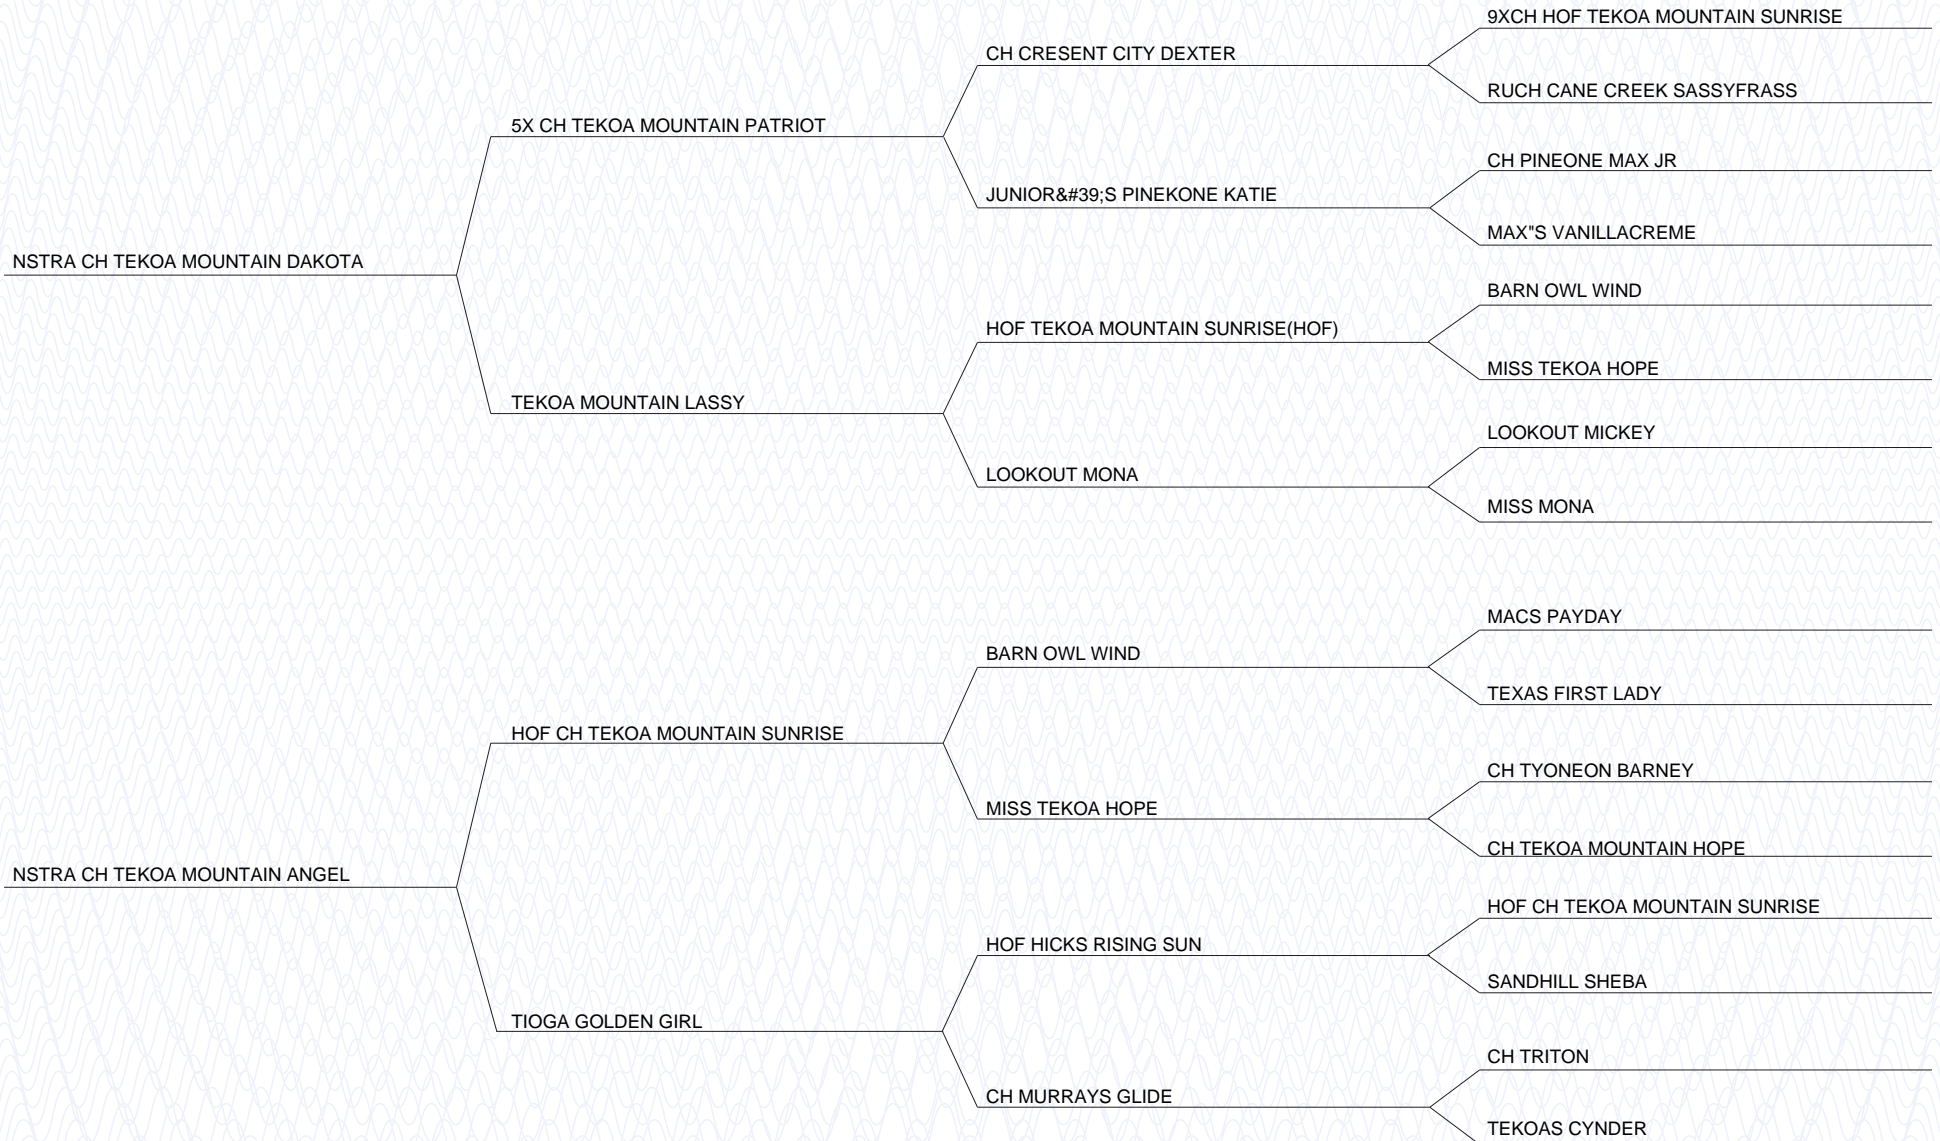 9XCH HOF TEKOA MOUNTAIN SUNRISE
CH CRESENT CITY DEXTER
RUCH CANE CREEK SASSYFRASS
5X CH TEKOA MOUNTAIN PATRIOT
CH PINEONE MAX JR
JUNIOR&#39;S PINEKONE KATIE
MAX"S VANILLACREME
NSTRA CH TEKOA MOUNTAIN DAKOTA
BARN OWL WIND
HOF TEKOA MOUNTAIN SUNRISE(HOF)
MISS TEKOA HOPE
TEKOA MOUNTAIN LASSY
LOOKOUT MICKEY
LOOKOUT MONA
MISS MONA
MACS PAYDAY
BARN OWL WIND
TEXAS FIRST LADY
HOF CH TEKOA MOUNTAIN SUNRISE
CH TYONEON BARNEY
MISS TEKOA HOPE
CH TEKOA MOUNTAIN HOPE
NSTRA CH TEKOA MOUNTAIN ANGEL
HOF CH TEKOA MOUNTAIN SUNRISE
HOF HICKS RISING SUN
SANDHILL SHEBA
TIOGA GOLDEN GIRL
CH TRITON
CH MURRAYS GLIDE
TEKOAS CYNDER